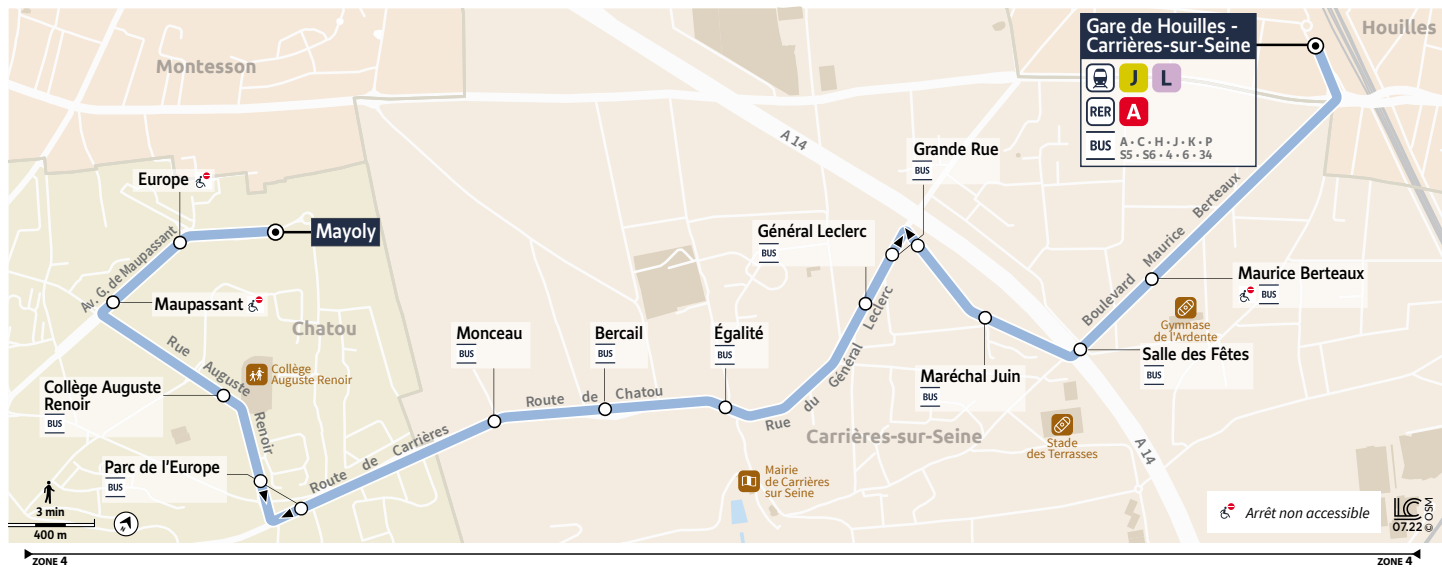 Montesson
Houilles
Gare de Houilles -
Carrières-sur-Seine
J L
RER A
BUS A • C • H • J • K • P
S5 • S6 • 4 • 6 • 34
A 14
Grande Rue
BUS
Europe
Mayoly
Av. G. de Maupassant
Maupassant
Général Leclerc
BUS
Boulevard Maurice Berteaux
Maurice Berteaux
BUS
Gymnase
de l'Ardente
Salle des Fêtes
BUS
Chatou
Monceau
BUS
Bercail
BUS
Égalité
BUS
Rue Auguste Renoir
Collège
Auguste Renoir
Collège Auguste
Renoir
BUS
Maréchal Juin
BUS
Route de Chatou
Rue du Général Leclerc
Carrières-sur-Seine
Stade
des Terrasses
A 14
Route de Carrières
Parc de l'Europe
BUS
Mairie
de Carrières
sur Seine
3 min
400 m
Arrêt non accessible
LC
07.22 © OSM
ZONE 4
ZONE 4